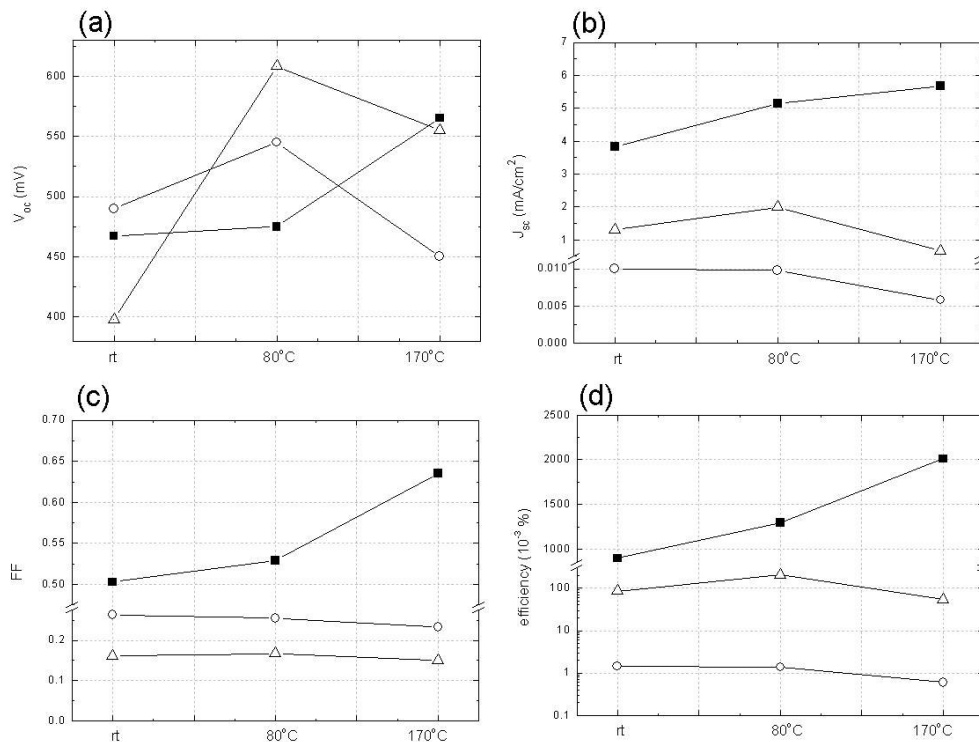 (a)
600
550
500
450
400
V_oc (mV)
rt
80°C
170°C
(b)
7
6
5
4
3
2
1
0.010
0.005
0.000
J_sc (mA/cm²)
rt
80°C
170°C
(c)
0.70
0.65
0.60
0.55
0.50
0.2
0.1
0.0
FF
rt
80°C
170°C
(d)
2500
2000
1500
1000
100
10
1
0.1
efficiency (10⁻³ %)
rt
80°C
170°C